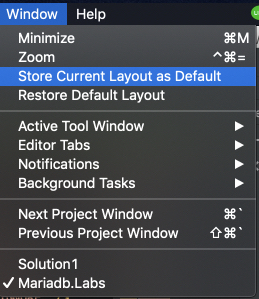 Window Help
Minimize ⌘M
Zoom ^⌘=
Store Current Layout as Default
Restore Default Layout
Active Tool Window ▶
Editor Tabs ▶
Notifications ▶
Background Tasks ▶
Next Project Window ⌘`
Previous Project Window ⇧⌘`
Solution1
✓ Mariadb.Labs